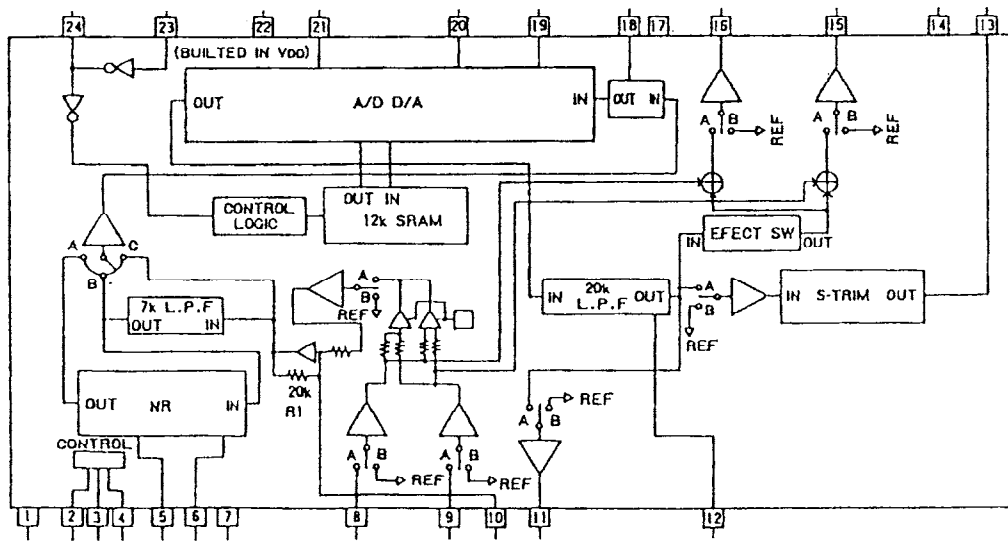 24 23 22 21 20 19 18 17 16 15 14 13
(BUILTED IN VDD)
OUT A/D D/A IN
OUT IN
A B REF
A B REF
OUT IN
12k SRAM
CONTROL LOGIC
A C
B
EFECT SW
IN OUT
7k L.P.F
OUT IN
A
B
REF
20k
IN L.P.F OUT
A
B
REF
IN S-TRIM OUT
20k
R1
OUT NR IN
CONTROL
A B REF
A B REF
A B REF
1 2 3 4 5 6 7 8 9 10 11 12